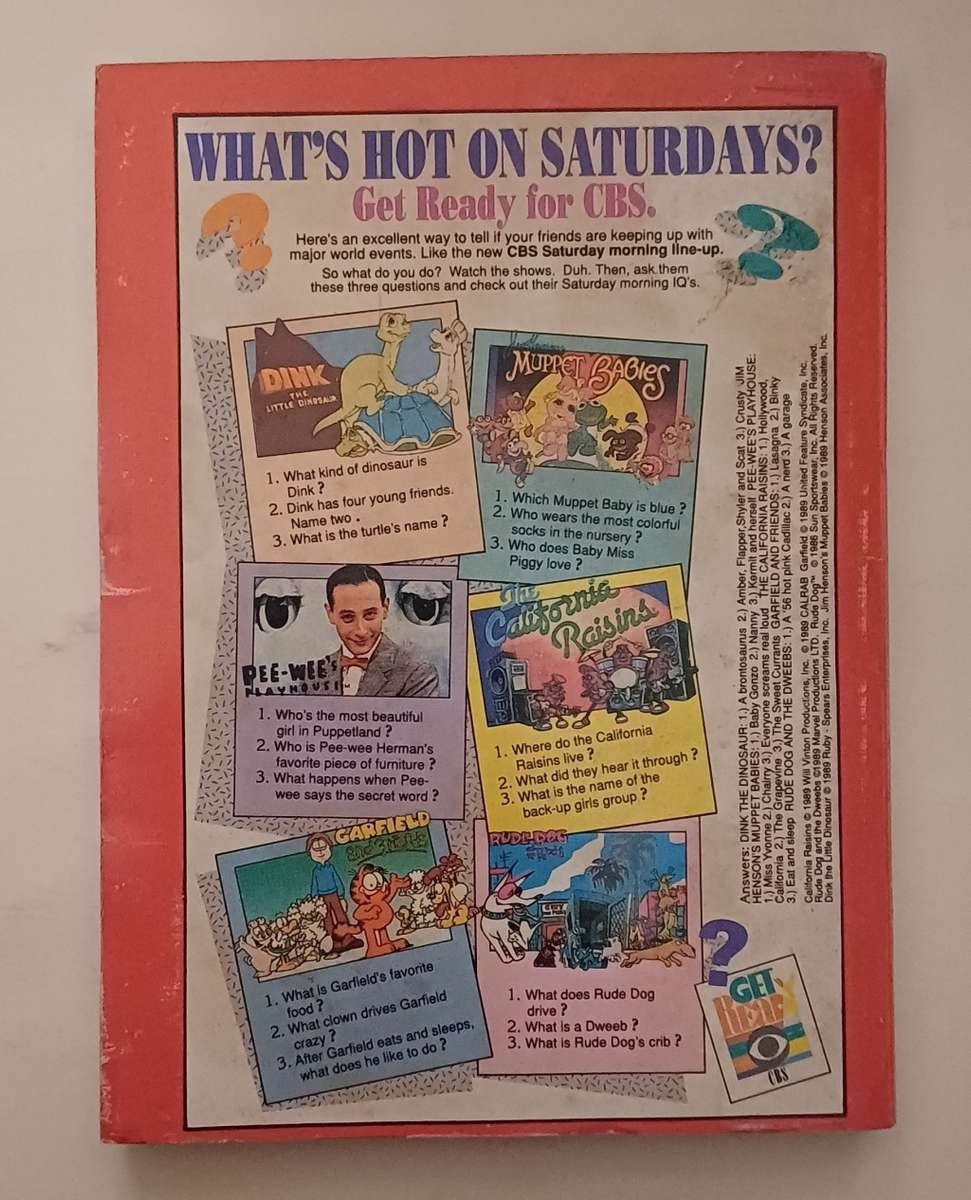 WHAT'S HOT ON SATURDAYS?
Get Ready for CBS.
Here's an excellent way to tell if your friends are keeping up with
major world events. Like the new CBS Saturday morning line-up.
So what do you do? Watch the shows. Duh. Then, ask them
these three questions and check out their Saturday morning IQ's.
DINK
THE
LITTLE DINOSAUR
1. What kind of dinosaur is
Dink ?
2. Dink has four young friends.
Name two .
3. What is the turtle's name ?
MUPPET BABIES
1. Which Muppet Baby is blue ?
2. Who wears the most colorful
socks in the nursery ?
3. Who does Baby Miss
Piggy love ?
PEE-WEE'S
PLAYHOUSE
1. Who's the most beautiful
girl in Puppetland ?
2. Who is Pee-wee Herman's
favorite piece of furniture ?
3. What happens when Pee-
wee says the secret word ?
The
California
Raisins
1. Where do the California
Raisins live ?
2. What did they hear it through ?
3. What is the name of the
back-up girls group ?
GARFIELD
and friends
1. What is Garfield's favorite
food ?
2. What clown drives Garfield
crazy ?
3. After Garfield eats and sleeps,
what does he like to do ?
RUDE-DOG
1. What does Rude Dog
drive ?
2. What is a Dweeb ?
3. What is Rude Dog's crib ?
Answers: DINK THE DINOSAUR: 1.) A brontosaurus 2.) Amber, Flapper,Shyler and Scat 3.) Crusty JIM
HENSON'S MUPPET BABIES: 1.) Baby Gonzo 2.) Nanny 3.) Kermit and herself PEE-WEE'S PLAYHOUSE:
1.) Miss Yvonne 2.) Chairry 3.) Everyone screams real loud THE CALIFORNIA RAISINS: 1.) Hollywood,
California 2.) The Grapevine 3.) The Sweet Currants GARFIELD AND FRIENDS: 1.) Lasagna 2.) Binky
3.) Eat and sleep RUDE DOG AND THE DWEEBS: 1.) A '56 hot pink Cadillac 2.) A nerd 3.) A garage
California Raisins © 1989 Will Vinton Productions, Inc. © 1989 CALRAB Garfield © 1989 United Feature Syndicate, Inc.
Rude Dog and the Dweebs ©1989 Marvel Productions LTD. Rude Dog™ © 1986 Sun Sportswear, Inc. All Rights Reserved.
Dink the Little Dinosaur © 1989 Ruby - Spears Enterprises, Inc. Jim Henson's Muppet Babies © 1989 Henson Associates, Inc.
GET
READY
CBS